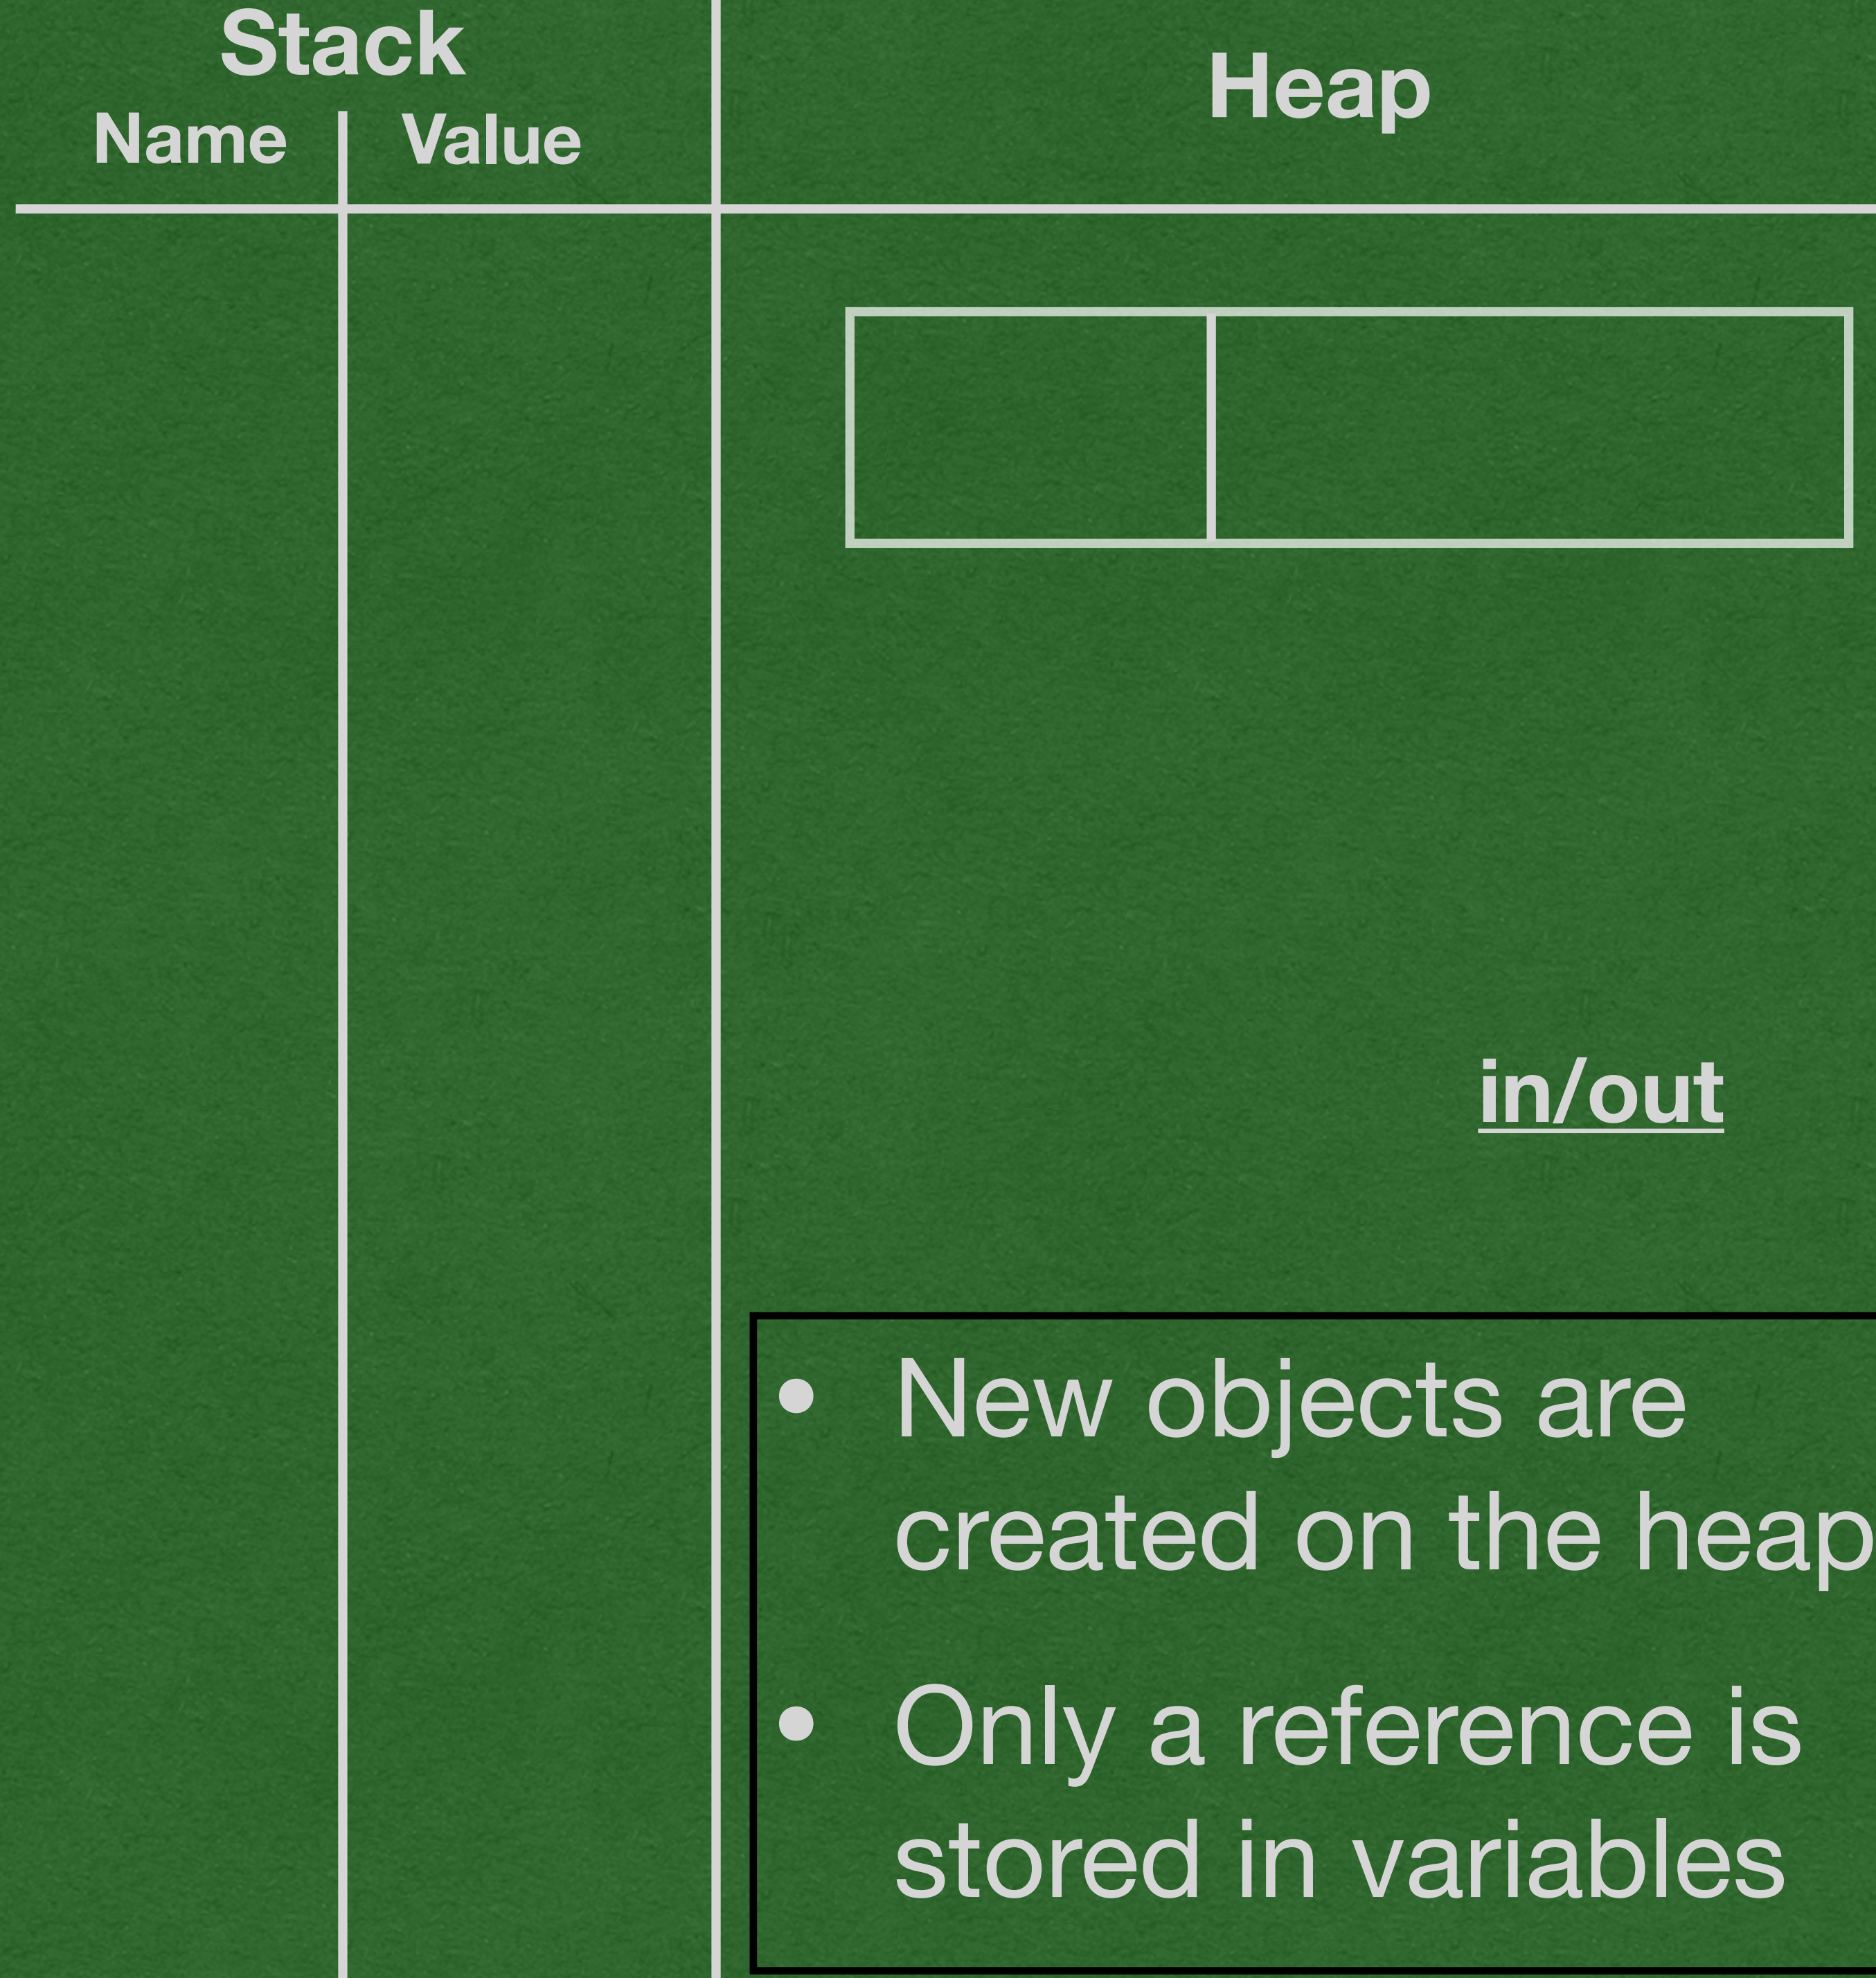 Stack
Heap
Name Value
in/out
• New objects are
created on the heap
• Only a reference is
stored in variables